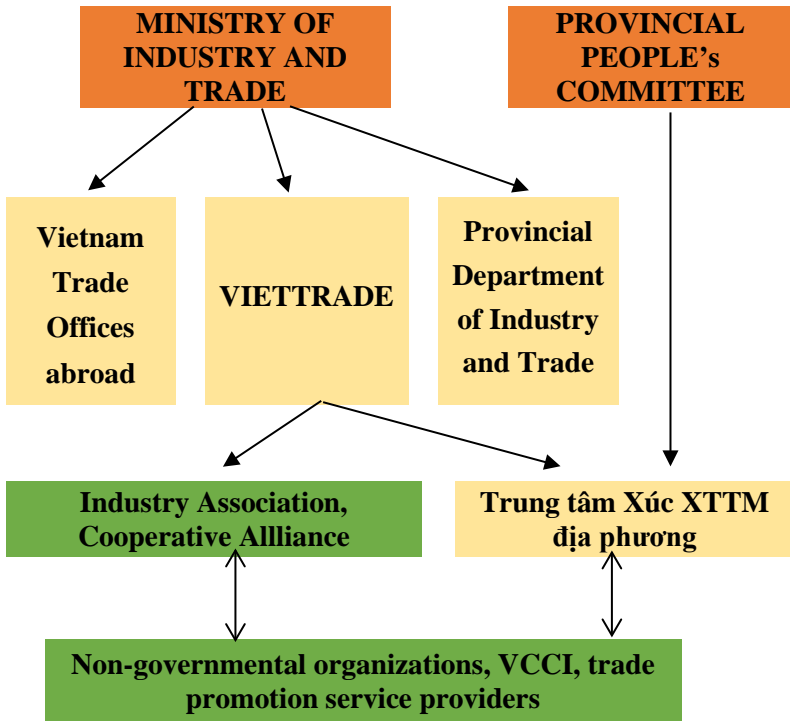 MINISTRY OF
INDUSTRY AND
TRADE
PROVINCIAL
PEOPLE's
COMMITTEE
Vietnam
Trade
Offices
abroad
VIETTRADE
Provincial
Department
of Industry
and Trade
Industry Association,
Cooperative Allliance
Trung tâm Xúc XTTM
địa phương
Non-governmental organizations, VCCI, trade
promotion service providers